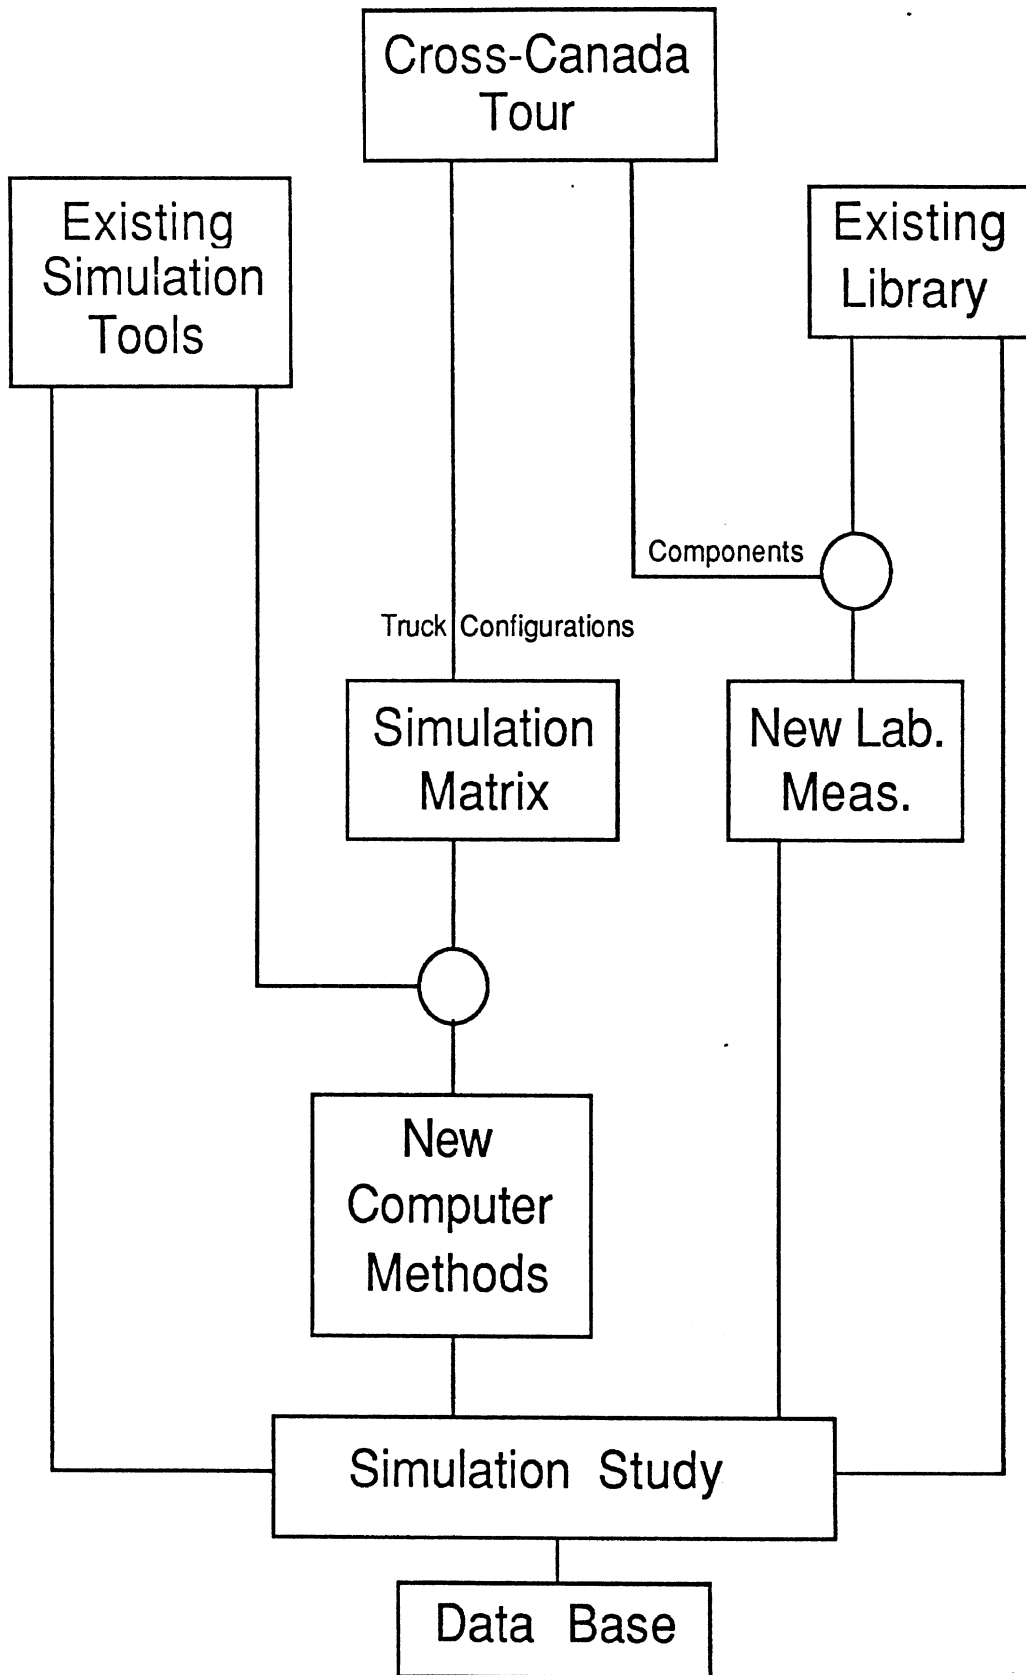 Cross-Canada
Tour
Existing
Simulation
Tools
Existing
Library
Components
Truck Configurations
Simulation
Matrix
New Lab.
Meas.
New
Computer
Methods
Simulation Study
Data Base